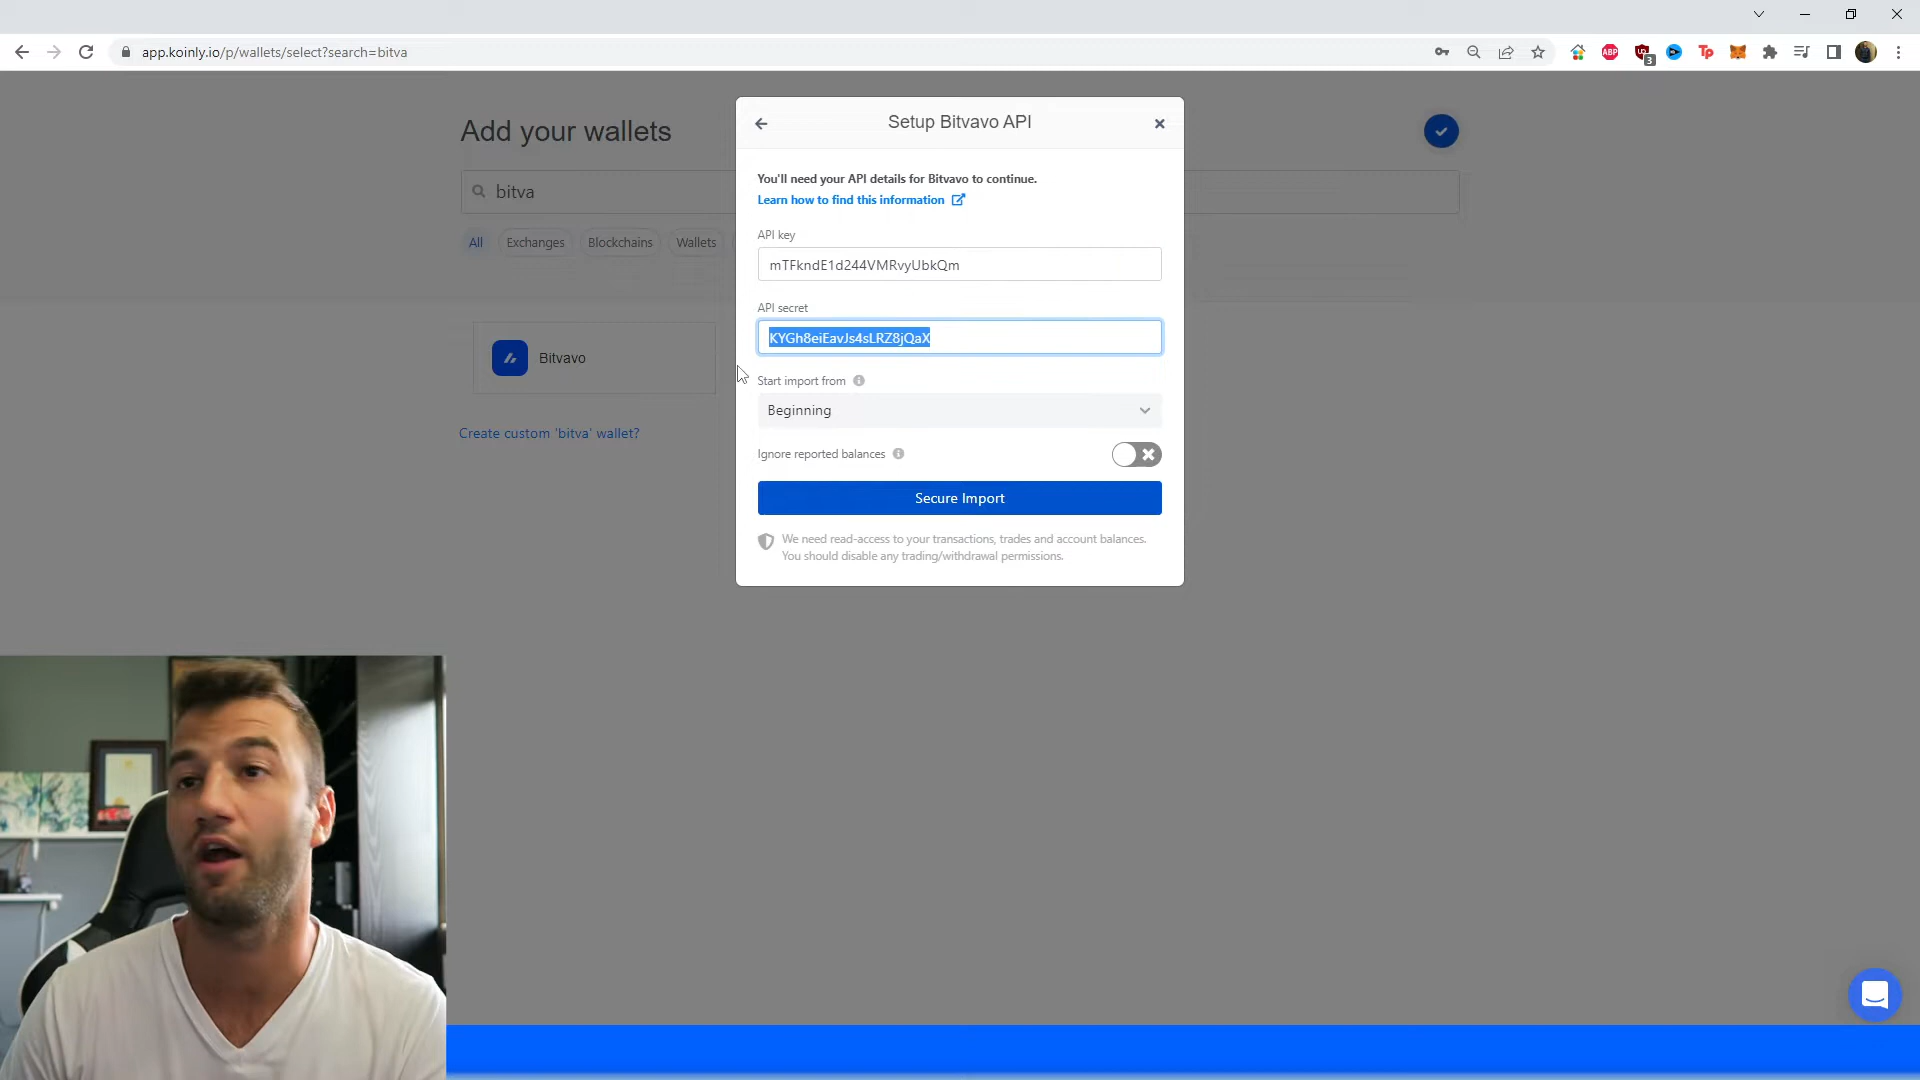 app.koinly.io/p/wallets/select?search=bitva
ABP
3
Tp
Add your wallets
bitva
All
Exchanges
Blockchains
Wallets
Bitvavo
Create custom 'bitva' wallet?
Setup Bitvavo API
You'll need your API details for Bitvavo to continue.
Learn how to find this information
API key
mTFkndE1d244VMRvyUbkQm
API secret
KYGh8eiEavJs4sLRZ8jQaX
Start import from
Beginning
Ignore reported balances
Secure Import
We need read-access to your transactions, trades and account balances.
You should disable any trading/withdrawal permissions.